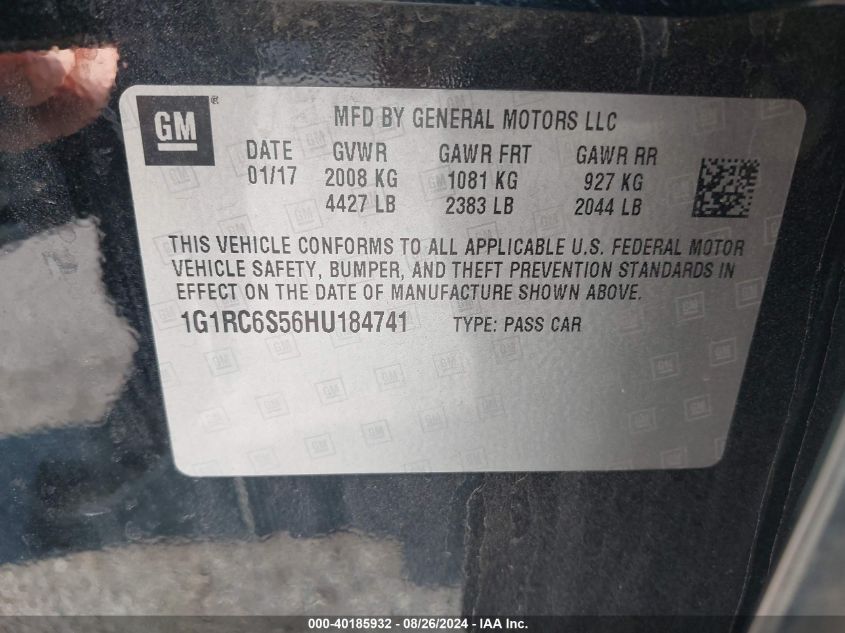 GM ® MFD BY GENERAL MOTORS LLC
DATE GVWR GAWR FRT GAWR RR
01/17 2008 KG 1081 KG 927 KG
4427 LB 2383 LB 2044 LB
THIS VEHICLE CONFORMS TO ALL APPLICABLE U.S. FEDERAL MOTOR
VEHICLE SAFETY, BUMPER, AND THEFT PREVENTION STANDARDS IN
EFFECT ON THE DATE OF MANUFACTURE SHOWN ABOVE.
1G1RC6S56HU184741 TYPE: PASS CAR
000-40185932 - 08/26/2024 - IAA, Inc.